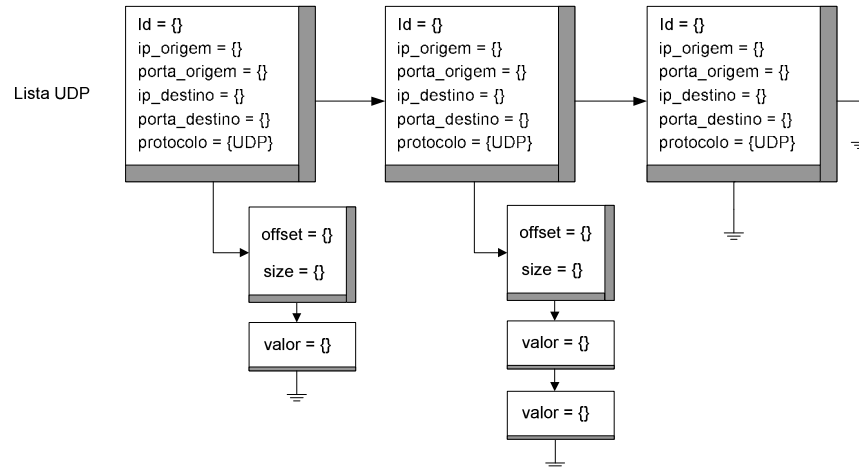 Lista UDP
Id = {}
ip_origem = {}
porta_origem = {}
ip_destino = {}
porta_destino = {}
protocolo = {UDP}
Id = {}
ip_origem = {}
porta_origem = {}
ip_destino = {}
porta_destino = {}
protocolo = {UDP}
Id = {}
ip_origem = {}
porta_origem = {}
ip_destino = {}
porta_destino = {}
protocolo = {UDP}
offset = {}
size = {}
valor = {}
offset = {}
size = {}
valor = {}
valor = {}